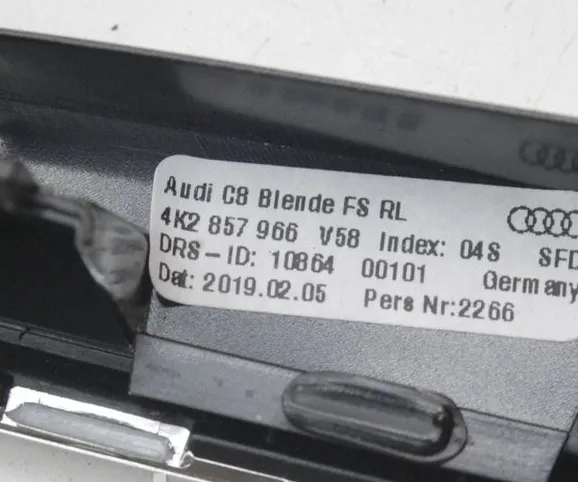 Audi C8 Blende FS RL
4K2 857 966 V58 Index: 04S SFD
DRS-ID: 10864 00101 Germany
Dat: 2019.02.05 Pers Nr:2266